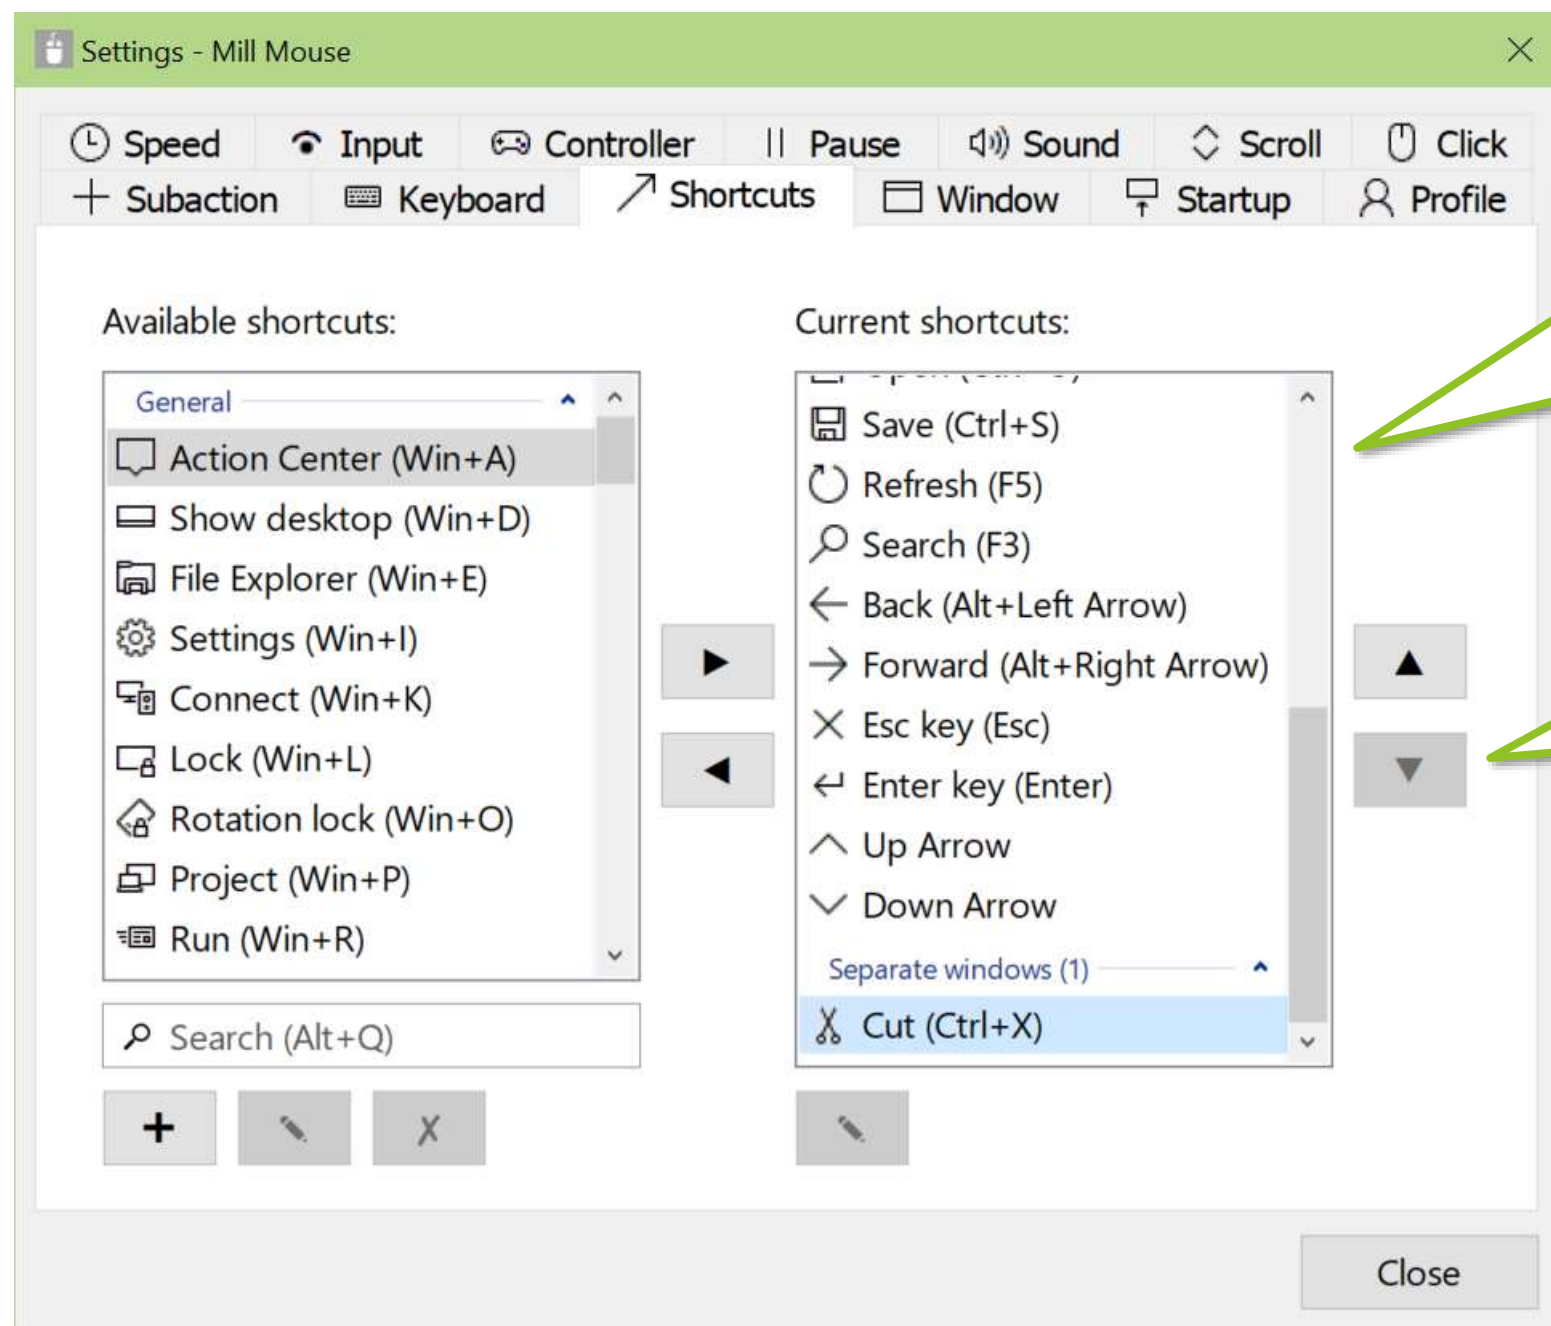 Settings - Mill Mouse
Speed Input Controller Pause Sound Scroll Click
Subaction Keyboard Shortcuts Window Startup Profile
Available shortcuts:
General
Action Center (Win+A)
Show desktop (Win+D)
File Explorer (Win+E)
Settings (Win+I)
Connect (Win+K)
Lock (Win+L)
Rotation lock (Win+O)
Project (Win+P)
Run (Win+R)
Search (Alt+Q)
Current shortcuts:
Save (Ctrl+S)
Refresh (F5)
Search (F3)
Back (Alt+Left Arrow)
Forward (Alt+Right Arrow)
Esc key (Esc)
Enter key (Enter)
Up Arrow
Down Arrow
Separate windows (1)
Cut (Ctrl+X)
Close